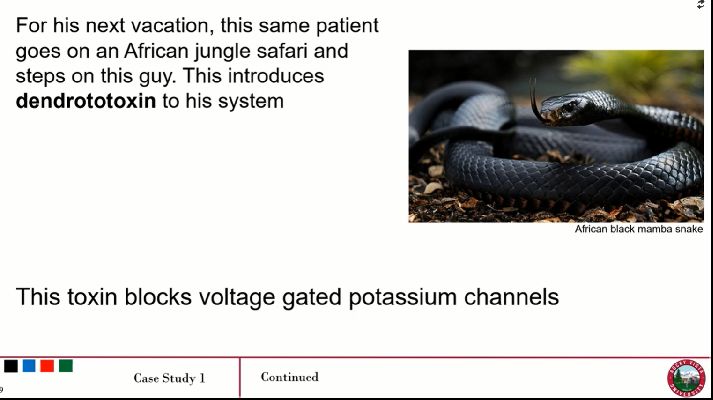 For his next vacation, this same patient
goes on an African jungle safari and
steps on this guy. This introduces
dendrototoxin to his system
African black mamba snake
This toxin blocks voltage gated potassium channels
Case Study 1
Continued
9